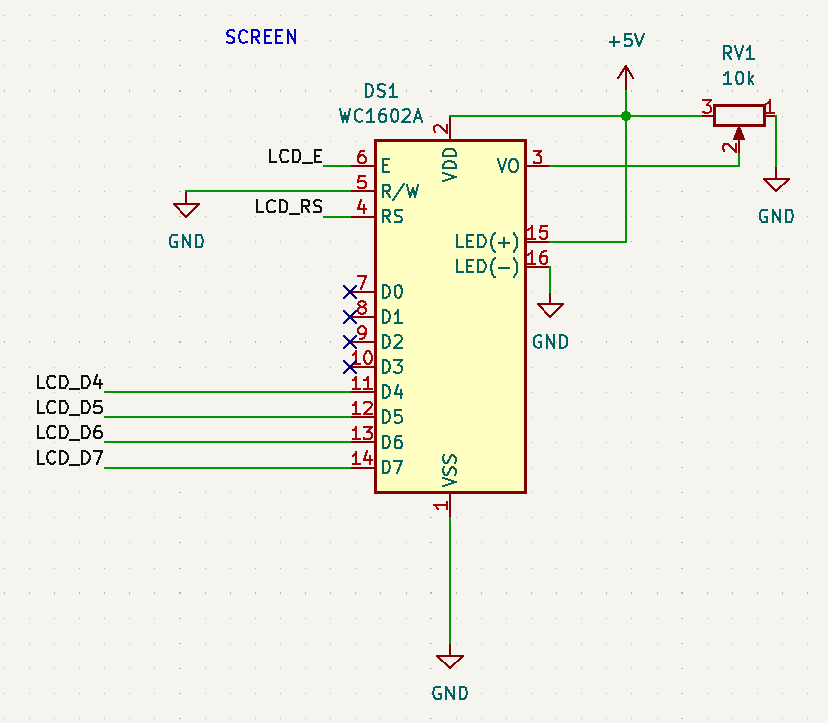 SCREEN
+5V
RV1
10k
DS1
WC1602A
3
1
2
2
LCD_E
6
E
VDD
VO
3
5
R/W
LCD_RS
4
RS
GND
GND
LED(+)
15
LED(-)
16
GND
7
D0
8
D1
9
D2
10
D3
LCD_D4
11
D4
LCD_D5
12
D5
LCD_D6
13
D6
LCD_D7
14
D7
VSS
1
GND